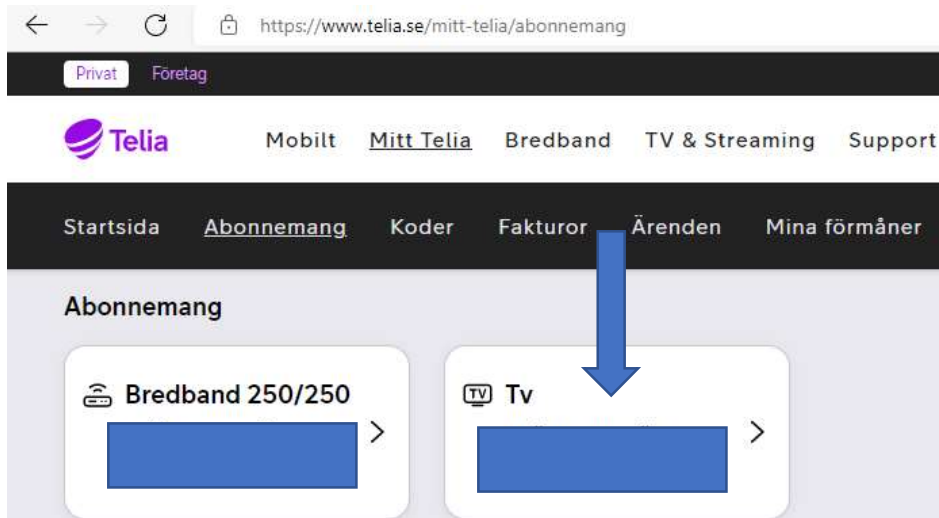 https://www.telia.se/mitt-telia/abonnemang
Privat Företag
Telia Mobilt Mitt Telia Bredband TV & Streaming Support
Startsida Abonnemang Koder Fakturor Ärenden Mina förmåner
Abonnemang
Bredband 250/250
TV Tv